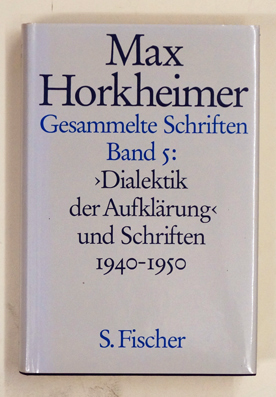 Max
Horkheimer
Gesammelte Schriften
Band 5:
›Dialektik
der Aufklärung‹
und Schriften
1940-1950
S. Fischer